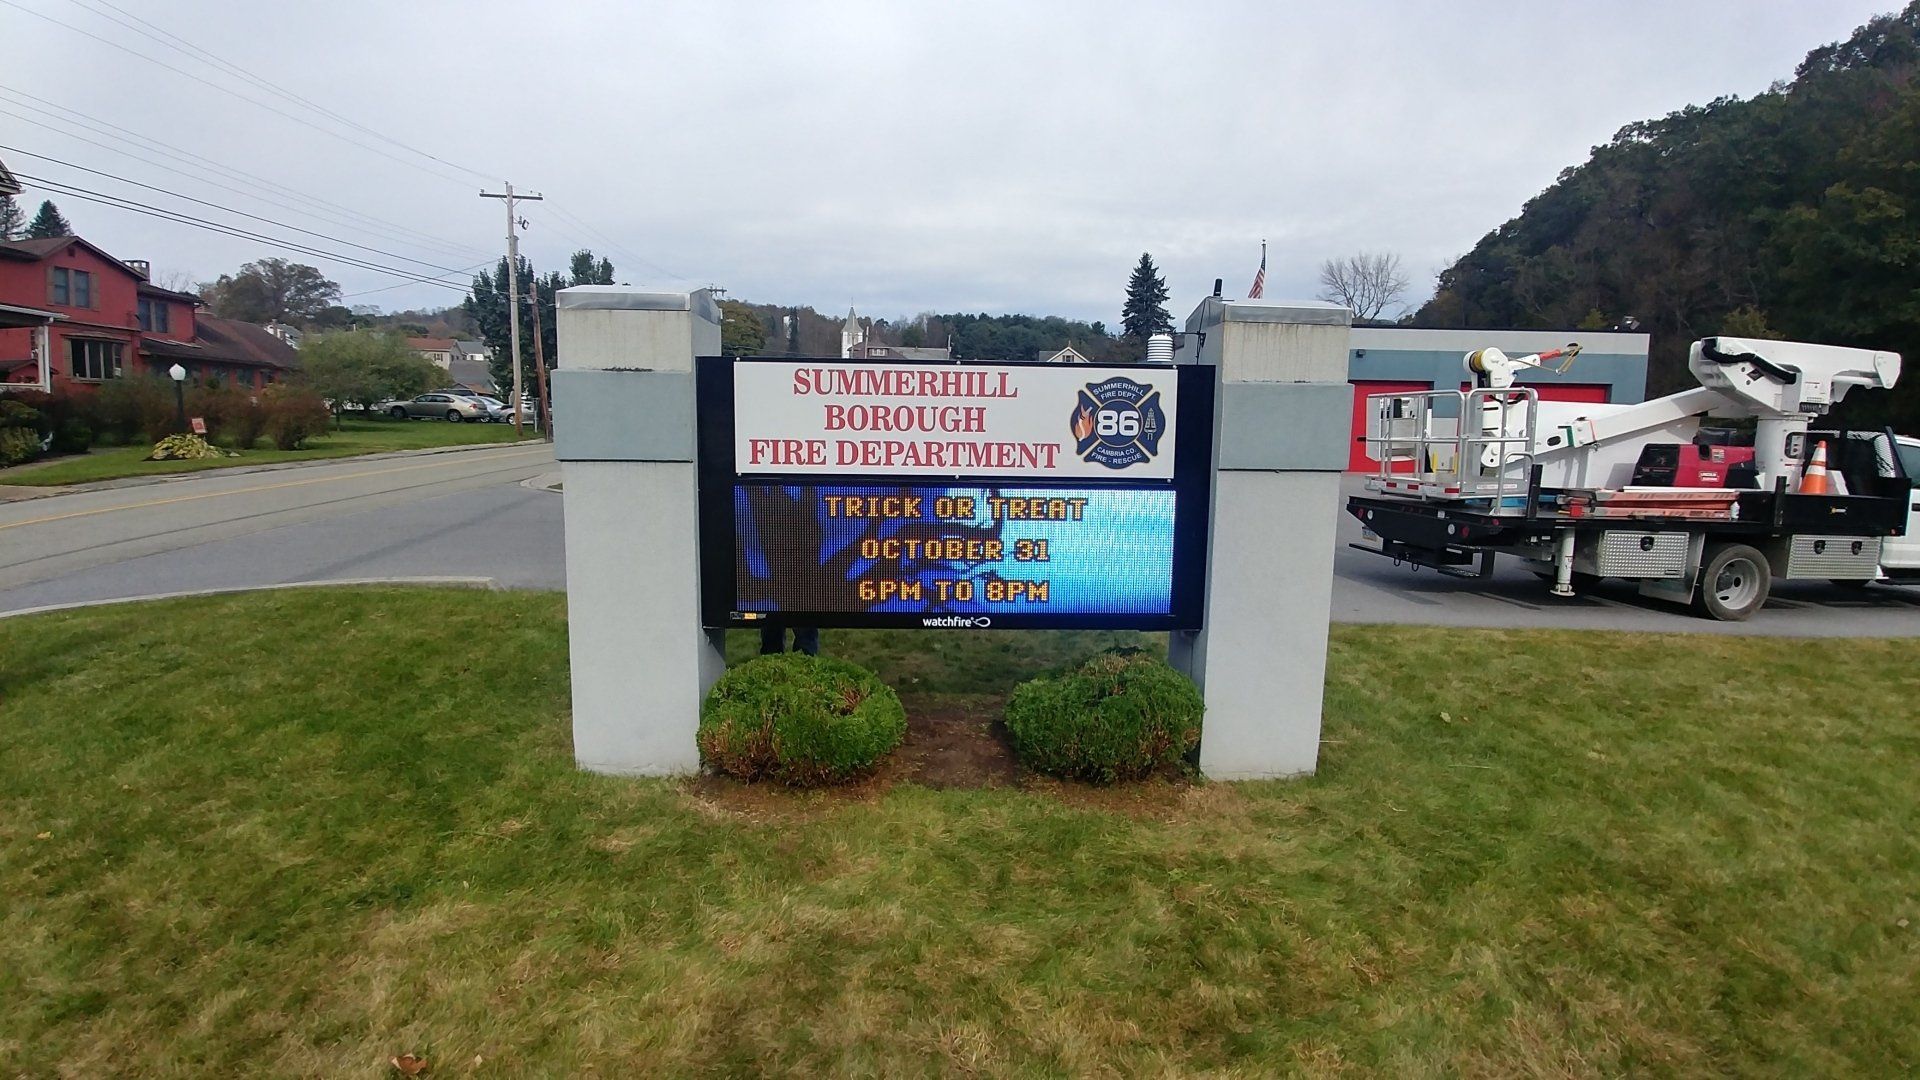 SUMMERHILL
BOROUGH
FIRE DEPARTMENT
SUMMERHILL
FIRE DEPT.
86
CAMBRIA CO.
FIRE - RESCUE
TRICK OR TREAT
OCTOBER 31
6PM TO 8PM
watchfire
LINCOLN